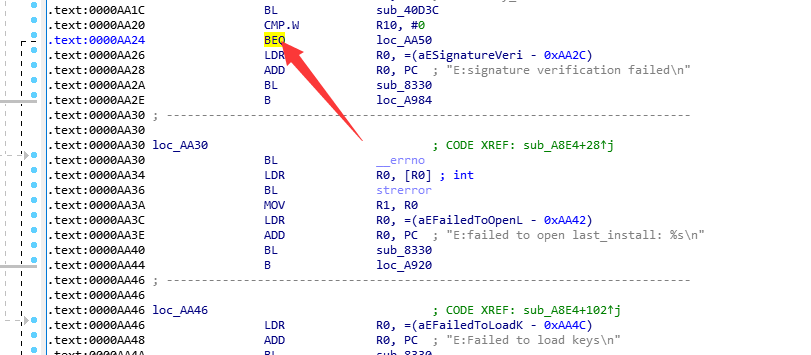 .text:0000AA1C BL sub_40D3C
.text:0000AA20 CMP.W R10, #0
.text:0000AA24 BEQ loc_AA50
.text:0000AA26 LDR R0, =(aESignatureVeri - 0xAA2C)
.text:0000AA28 ADD R0, PC ; "E:signature verification failed\n"
.text:0000AA2A BL sub_8330
.text:0000AA2E B loc_A984
.text:0000AA30 ; ---------------------------------------------------------------------------
.text:0000AA30
.text:0000AA30 loc_AA30 ; CODE XREF: sub_A8E4+28↑j
.text:0000AA30 BL __errno
.text:0000AA34 LDR R0, [R0] ; int
.text:0000AA36 BL strerror
.text:0000AA3A MOV R1, R0
.text:0000AA3C LDR R0, =(aEFailedToOpenL - 0xAA42)
.text:0000AA3E ADD R0, PC ; "E:failed to open last_install: %s\n"
.text:0000AA40 BL sub_8330
.text:0000AA44 B loc_A920
.text:0000AA46 ; ---------------------------------------------------------------------------
.text:0000AA46
.text:0000AA46 loc_AA46 ; CODE XREF: sub_A8E4+102↑j
.text:0000AA46 LDR R0, =(aEFailedToLoadK - 0xAA4C)
.text:0000AA48 ADD R0, PC ; "E:Failed to load keys\n"
.text:0000AA4A BL sub_8330